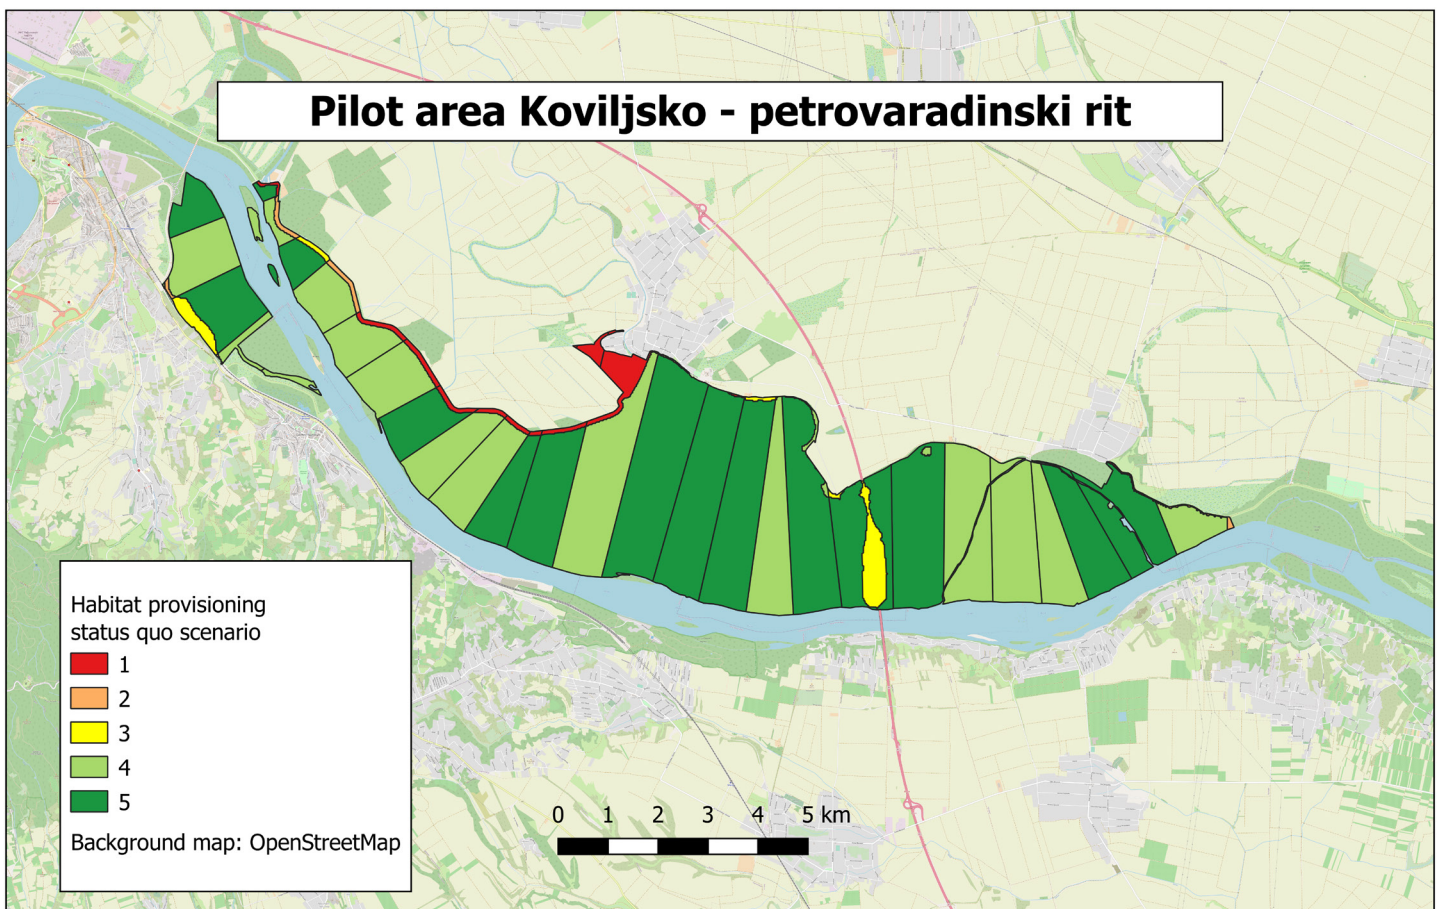 Pilot area Koviljsko - petrovaradinski rit
Habitat provisioning
status quo scenario
1
2
3
4
5
Background map: OpenStreetMap
0 1 2 3 4 5 km